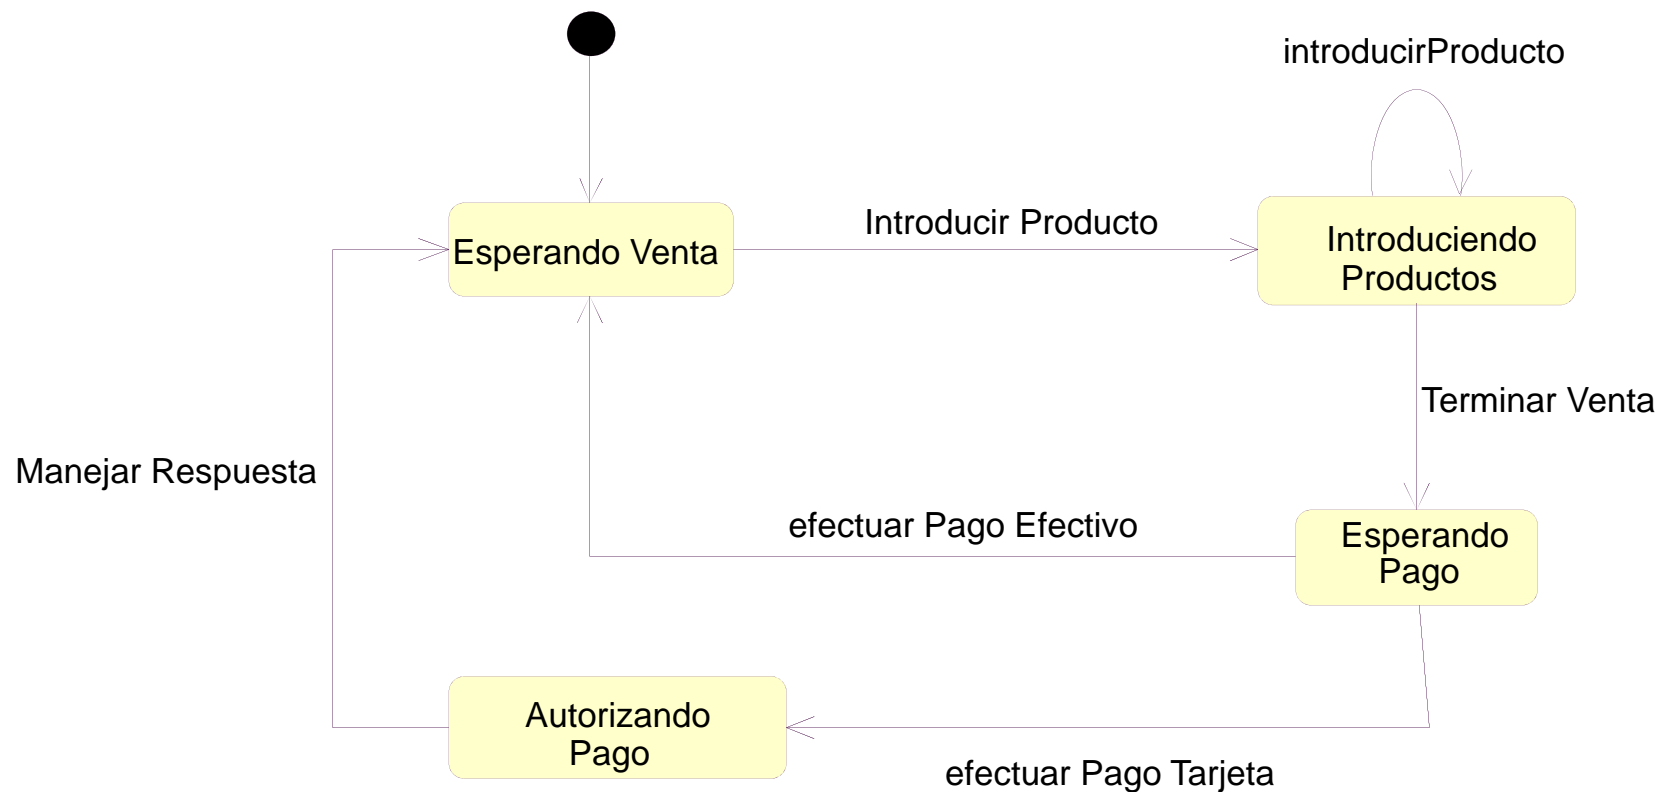 introducirProducto
Introducir Producto
Esperando Venta
Introduciendo
Productos
Terminar Venta
Manejar Respuesta
efectuar Pago Efectivo
Esperando
Pago
Autorizando
Pago
efectuar Pago Tarjeta